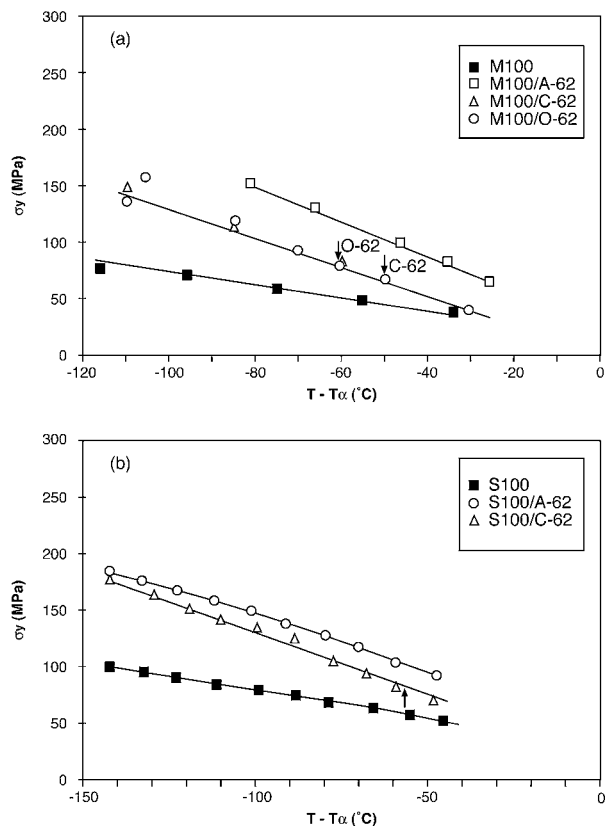 300
(a)
M100
M100/A-62
M100/C-62
M100/O-62
250
200
150
O-62
C-62
100
50
0
σy (MPa)
-120 -100 -80 -60 -40 -20 0
T - Tα (˚C)
300
(b)
S100
S100/A-62
S100/C-62
250
200
150
100
50
0
σy (MPa)
-150 -100 -50 0
T - Tα (˚C)